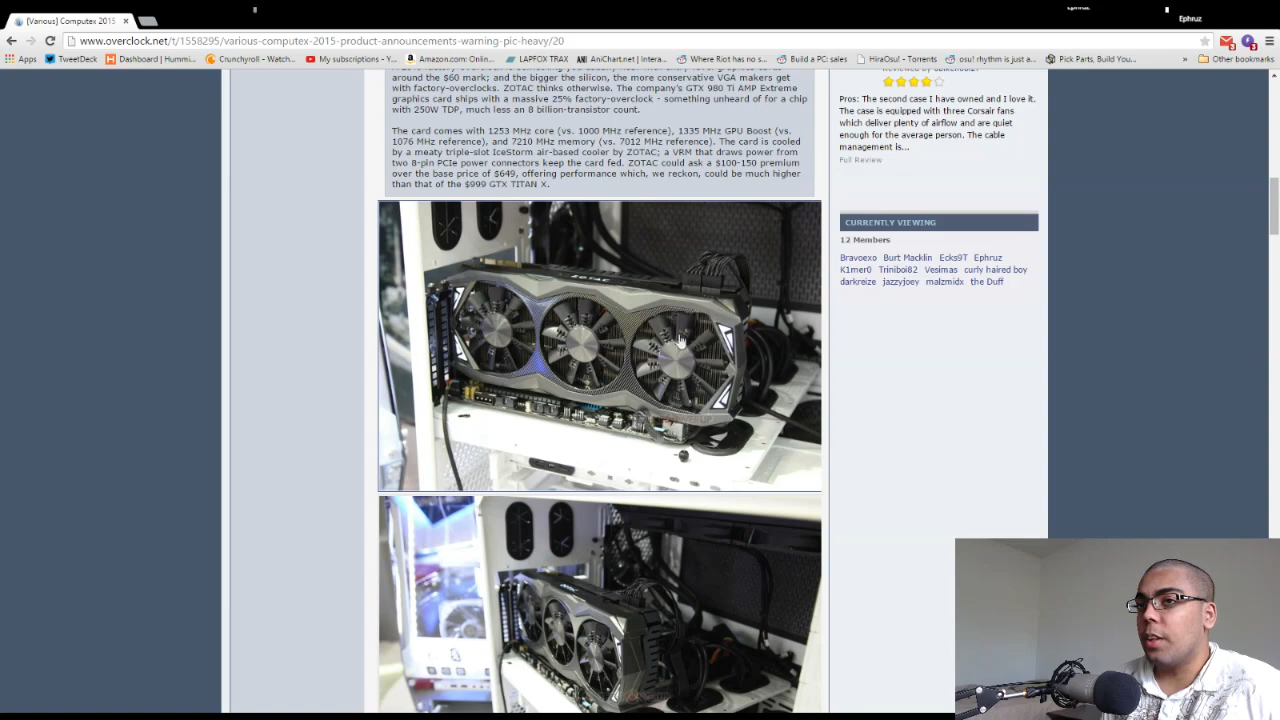 Ephruz
[Various] Computex 2015
www.overclock.net/t/1558295/various-computex-2015-product-announcements-warning-pic-heavy/20
Apps TweetDeck Dashboard | Hummi... Crunchyroll - Watch... My subscriptions - Y... Amazon.com: Onlin... LAPFOX TRAX AniChart.net | Intera... Where Riot has no s... Build a PC: sales HiraOsu! - Torrents osu! rhythm is just a... Pick Parts, Build You... » Other bookmarks
around the $60 mark; and the bigger the silicon, the more conservative VGA makers get
with factory-overclocks. ZOTAC thinks otherwise. The company's GTX 980 Ti AMP Extreme
graphics card ships with a massive 25% factory-overclock - something unheard of for a chip
with 250W TDP, much less an 8 billion-transistor count.
The card comes with 1253 MHz core (vs. 1000 MHz reference), 1335 MHz GPU Boost (vs.
1076 MHz reference), and 7210 MHz memory (vs. 7012 MHz reference). The card is cooled
by a meaty triple-slot IceStorm air-based cooler by ZOTAC; a VRM that draws power from
two 8-pin PCIe power connectors keep the card fed. ZOTAC could ask a $100-150 premium
over the base price of $649, offering performance which, we reckon, could be much higher
than that of the $999 GTX TITAN X.
ZOTAC
Pros: The second case I have owned and I love it.
The case is equipped with three Corsair fans
which deliver plenty of airflow and are quiet
enough for the average person. The cable
management is...
Full Review
CURRENTLY VIEWING
12 Members
Bravoexo Burt Macklin Ecks9T Ephruz
K1mer0 Triniboi82 Vesimas curly haired boy
darkreize jazzyjoey malzmidx the Duff